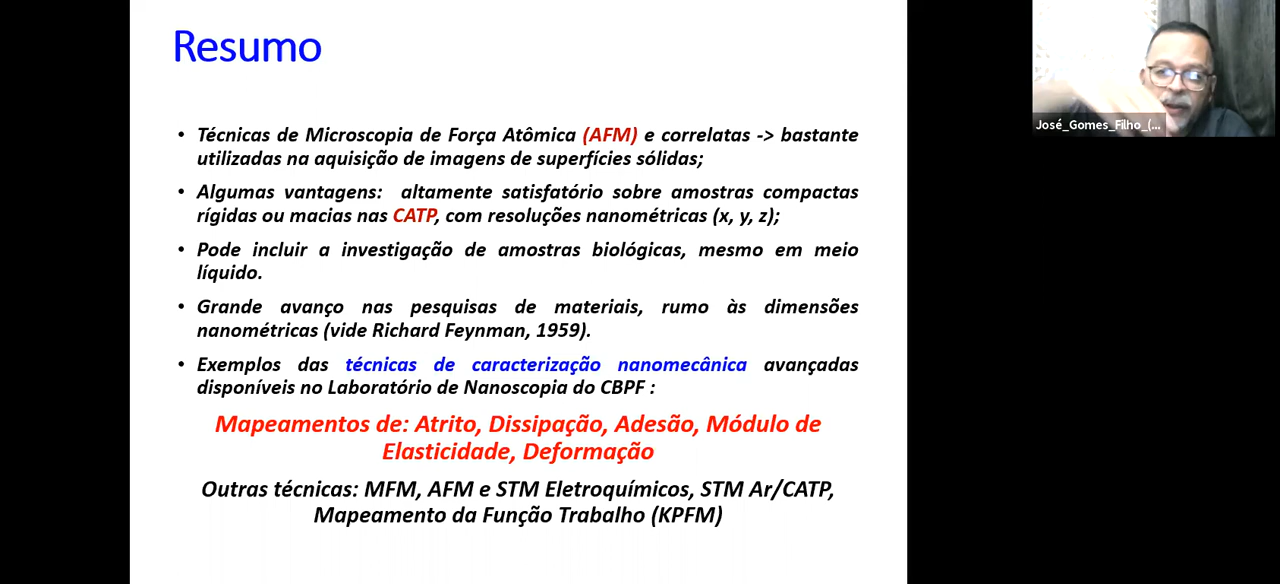 Resumo
• Técnicas de Microscopia de Força Atômica (AFM) e correlatas -> bastante
utilizadas na aquisição de imagens de superfícies sólidas;
• Algumas vantagens: altamente satisfatório sobre amostras compactas
rígidas ou macias nas CATP, com resoluções nanométricas (x, y, z);
• Pode incluir a investigação de amostras biológicas, mesmo em meio
líquido.
• Grande avanço nas pesquisas de materiais, rumo às dimensões
nanométricas (vide Richard Feynman, 1959).
• Exemplos das técnicas de caracterização nanomecânica avançadas
disponíveis no Laboratório de Nanoscopia do CBPF :
Mapeamentos de: Atrito, Dissipação, Adesão, Módulo de
Elasticidade, Deformação
Outras técnicas: MFM, AFM e STM Eletroquímicos, STM Ar/CATP,
Mapeamento da Função Trabalho (KPFM)
José_Gomes_Filho_(...